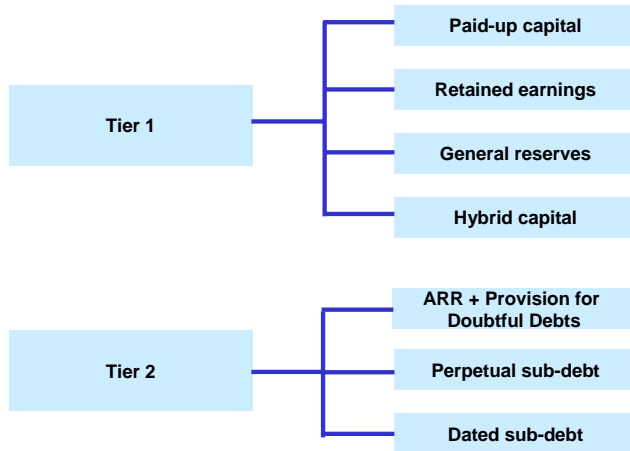 Tier 1
Paid-up capital
Retained earnings
General reserves
Hybrid capital
Tier 2
ARR + Provision for
Doubtful Debts
Perpetual sub-debt
Dated sub-debt